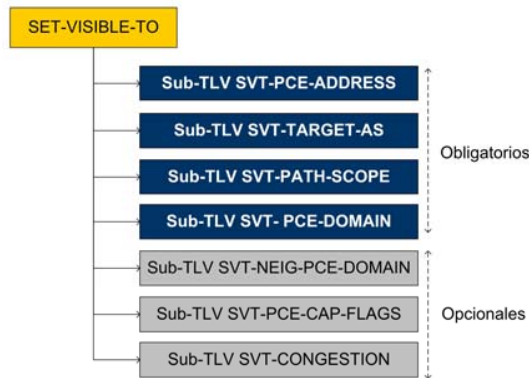 SET-VISIBLE-TO
Sub-TLV SVT-PCE-ADDRESS
Sub-TLV SVT-TARGET-AS
Sub-TLV SVT-PATH-SCOPE
Sub-TLV SVT- PCE-DOMAIN
Obligatorios
Sub-TLV SVT-NEIG-PCE-DOMAIN
Sub-TLV SVT-PCE-CAP-FLAGS
Sub-TLV SVT-CONGESTION
Opcionales